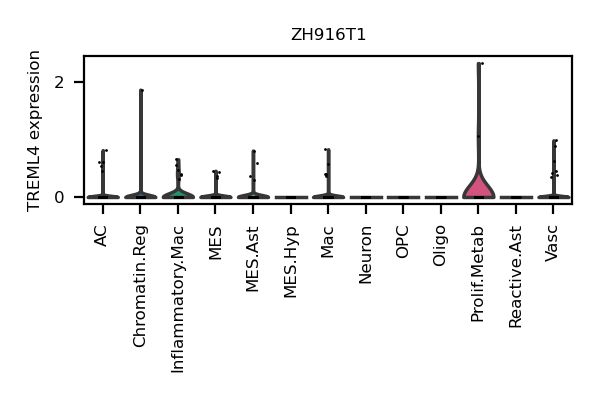 ZH916T1
TREML4 expression
2
0
AC
Chromatin.Reg
Inflammatory.Mac
MES
MES.Ast
MES.Hyp
Mac
Neuron
OPC
Oligo
Prolif.Metab
Reactive.Ast
Vasc